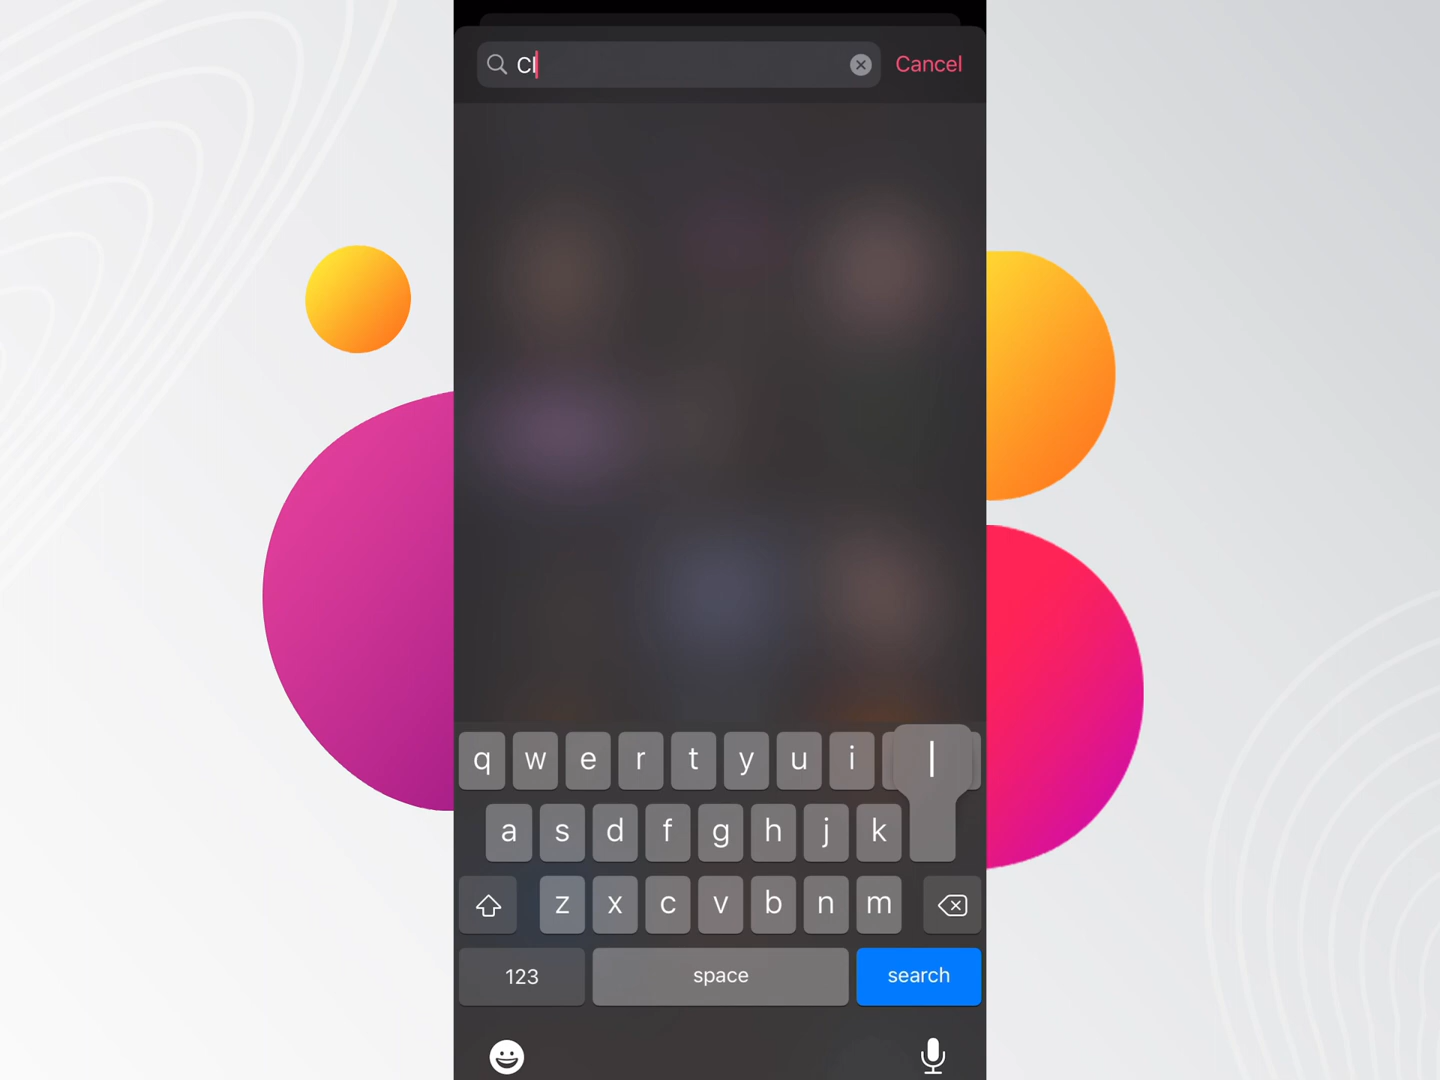 Cl
Cancel
q w e r t y u i l
a s d f g h j k
z x c v b n m
123 space search